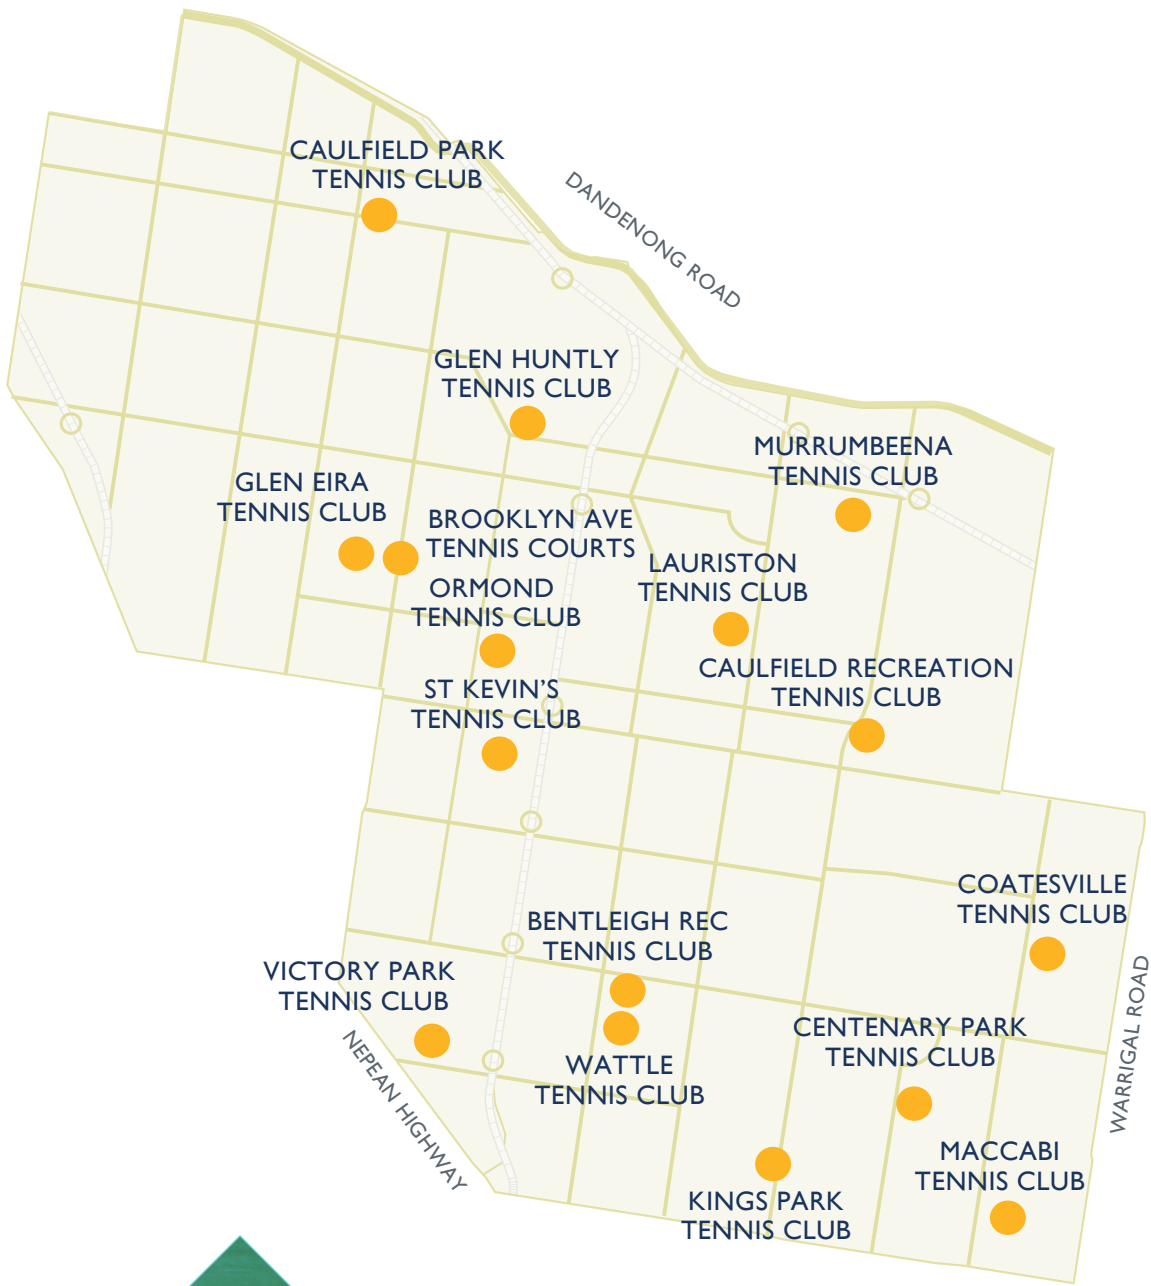 CAULFIELD PARK
TENNIS CLUB
DANDENONG ROAD
GLEN HUNTLY
TENNIS CLUB
MURRUMBEENA
TENNIS CLUB
GLEN EIRA
TENNIS CLUB
BROOKLYN AVE
TENNIS COURTS
LAURISTON
TENNIS CLUB
ORMOND
TENNIS CLUB
CAULFIELD RECREATION
TENNIS CLUB
ST KEVIN'S
TENNIS CLUB
COATESVILLE
TENNIS CLUB
BENTLEIGH REC
TENNIS CLUB
VICTORY PARK
TENNIS CLUB
CENTENARY PARK
TENNIS CLUB
WARRIGAL ROAD
NEPEAN HIGHWAY
WATTLE
TENNIS CLUB
MACCABI
TENNIS CLUB
KINGS PARK
TENNIS CLUB